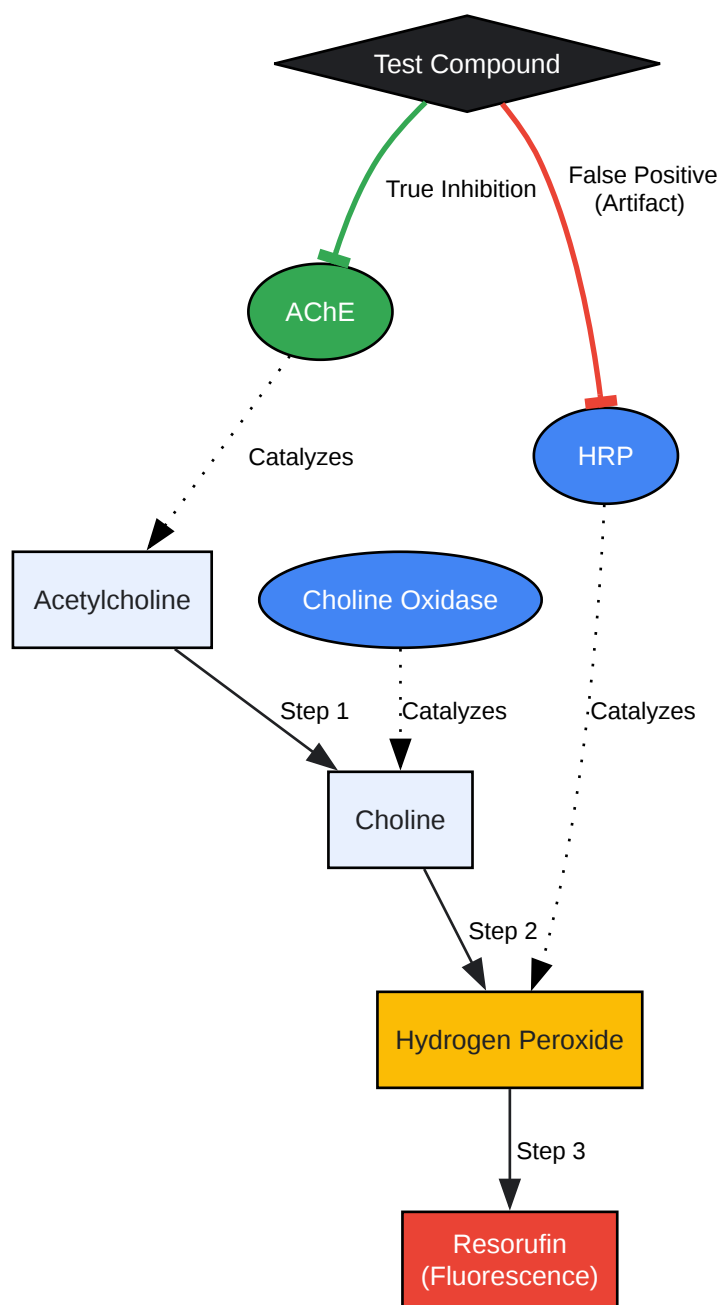 Test Compound
True Inhibition
False Positive
(Artifact)
AChE
HRP
Catalyzes
Acetylcholine
Choline Oxidase
Step 1
Catalyzes
Catalyzes
Choline
Step 2
Hydrogen Peroxide
Step 3
Resorufin
(Fluorescence)